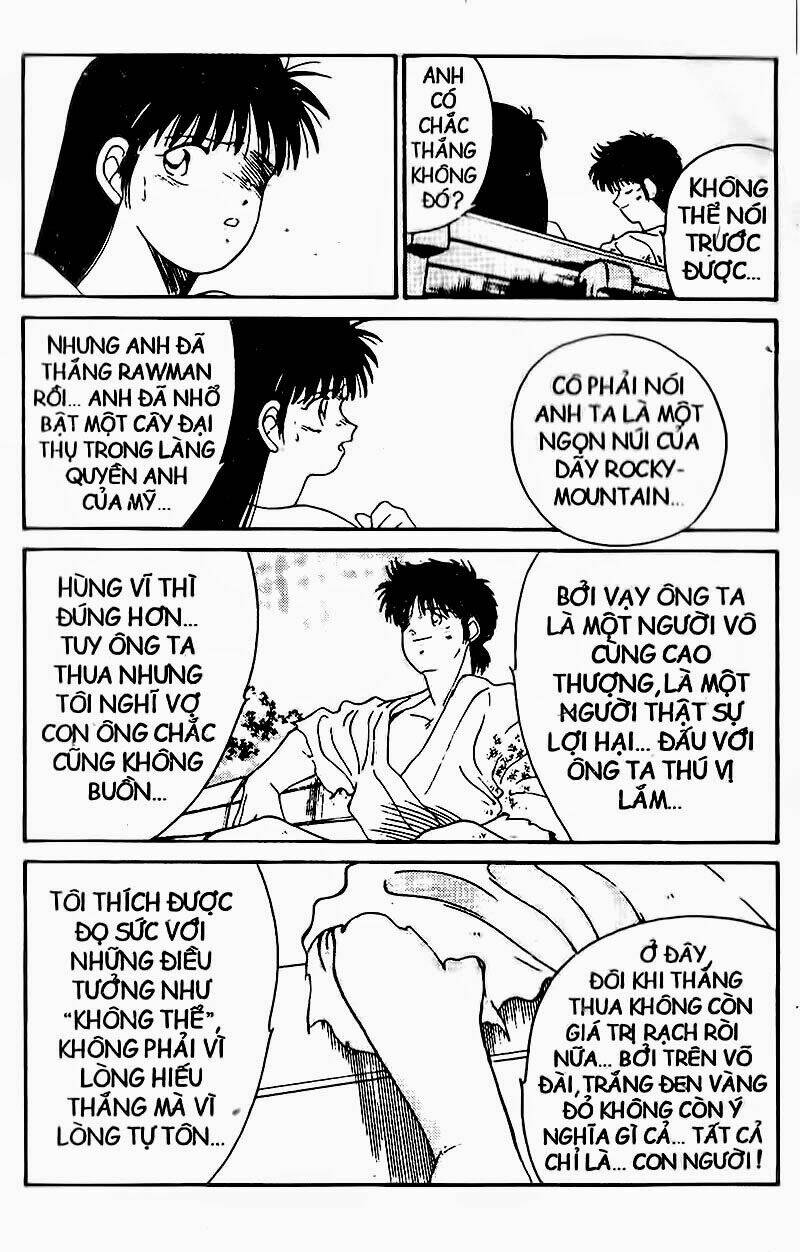 ANH
CÓ
CHẮC
THẮNG
KHÔNG
ĐÓ?
KHÔNG
THỂ NÓI
TRƯỚC
ĐƯỢC...
NHƯNG ANH ĐÃ
THẮNG RAWMAN
RỒI... ANH ĐÃ NHỔ
BẬT MỘT CÂY ĐẠI
THỤ TRONG LÀNG
QUYỀN ANH
CỦA MỸ...
CÔ PHẢI NÓI
ANH TA LÀ MỘT
NGỌN NÚI CỦA
DÃY ROCKY-
MOUNTAIN...
HÙNG VĨ THÌ
ĐÚNG HƠN...
TUY ÔNG TA
THUA NHƯNG
TÔI NGHĨ VỢ
CON ÔNG CHẮC
CŨNG KHÔNG
BUỒN...
BỞI VẬY ÔNG TA
LÀ MỘT NGƯỜI VÔ
CÙNG CAO
THƯỢNG, LÀ MỘT
NGƯỜI THẬT SỰ
LỢI HẠI... ĐẤU VỚI
ÔNG TA THÚ VỊ
LẮM...
TÔI THÍCH ĐƯỢC
ĐỌ SỨC VỚI
NHỮNG ĐIỀU
TƯỞNG NHƯ
"KHÔNG THỂ",
KHÔNG PHẢI VÌ
LÒNG HIẾU
THẮNG MÀ VÌ
LÒNG TỰ TÔN...
Ở ĐÂY,
ĐÔI KHI THẮNG
THUA KHÔNG CÒN
GIÁ TRỊ RẠCH RÒI
NỮA... BỞI TRÊN VÕ
ĐÀI, TRẮNG ĐEN VÀNG
ĐỎ KHÔNG CÒN Ý
NGHĨA GÌ CẢ... TẤT CẢ
CHỈ LÀ... CON NGƯỜI!